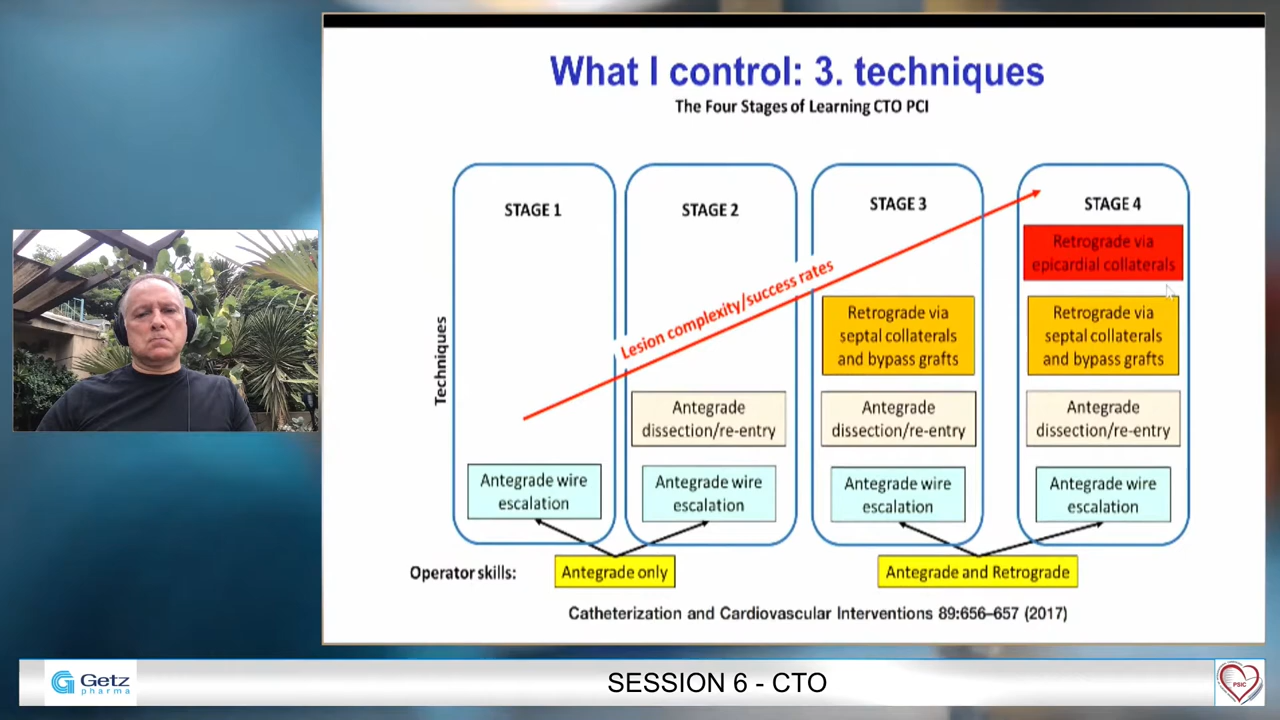 What I control: 3. techniques
The Four Stages of Learning CTO PCI
STAGE 1
STAGE 2
STAGE 3
STAGE 4
Lesion complexity/success rates
Techniques
Retrograde via
epicardial collaterals
Retrograde via
septal collaterals
and bypass grafts
Retrograde via
septal collaterals
and bypass grafts
Antegrade
dissection/re-entry
Antegrade
dissection/re-entry
Antegrade
dissection/re-entry
Antegrade wire
escalation
Antegrade wire
escalation
Antegrade wire
escalation
Antegrade wire
escalation
Operator skills:
Antegrade only
Antegrade and Retrograde
Catheterization and Cardiovascular Interventions 89:656–657 (2017)
Getz
pharma
SESSION 6 - CTO
PSIC